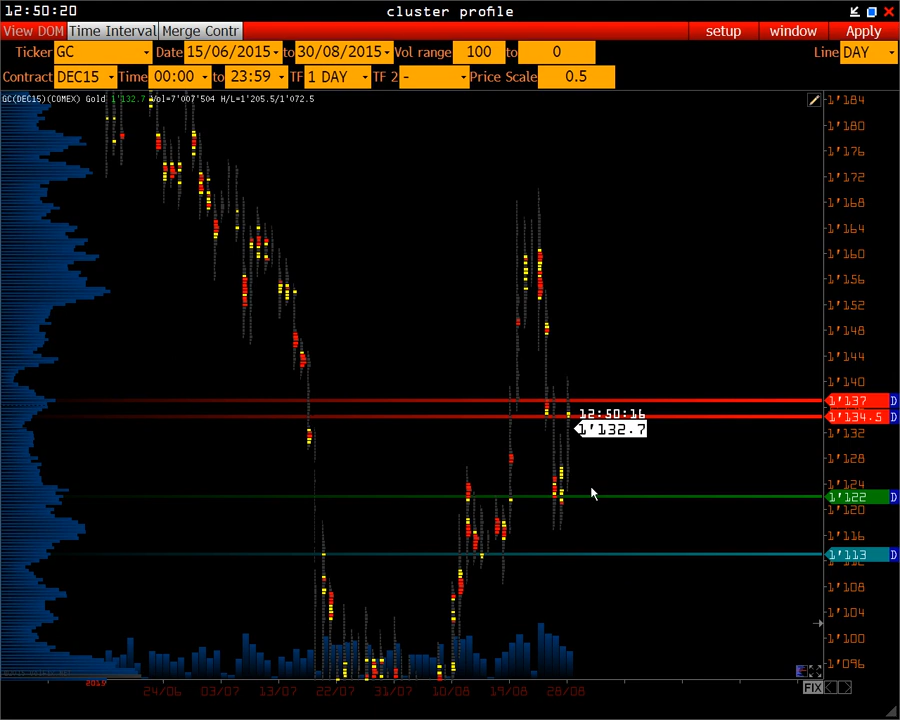 12:50:20 cluster profile
View DOM Time Interval Merge Contr setup window Apply
Ticker GC Date 15/06/2015 to 30/08/2015 Vol range 100 to 0 Line DAY
Contract DEC15 Time 00:00 to 23:59 TF 1 DAY TF 2 - Price Scale 0.5
GC(DEC15)(COMEX) Gold 1'132.7 Vol=7'007'504 H/L=1'205.5/1'072.5
1'184
1'180
1'176
1'172
1'168
1'164
1'160
1'156
1'152
1'148
1'144
1'140
1'137 D
12:50:16
1'134.5 D
1'132.7
1'132
1'128
1'124
1'122 D
1'120
1'116
1'113 D
1'108
1'104
1'100
1'096
FIX
2015 24/06 03/07 13/07 22/07 31/07 10/08 19/08 28/08